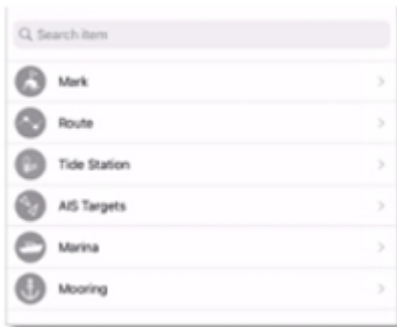 Search item
Mark
Route
Tide Station
AIS Targets
Marina
Mooring